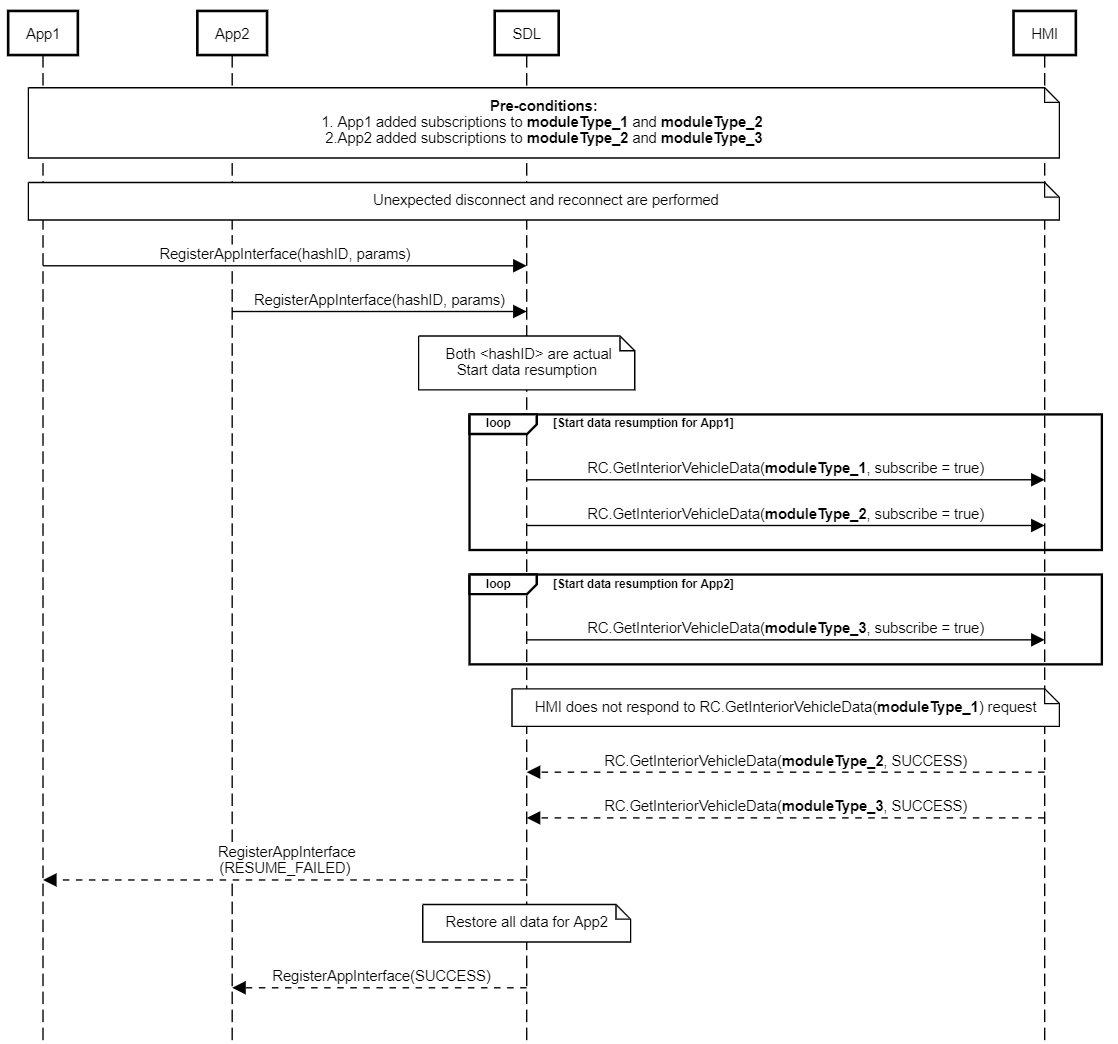 App1
App2
SDL
HMI
Pre-conditions:
1. App1 added subscriptions to moduleType_1 and moduleType_2
2.App2 added subscriptions to moduleType_2 and moduleType_3
Unexpected disconnect and reconnect are performed
RegisterAppInterface(hashID, params)
RegisterAppInterface(hashID, params)
Both <hashID> are actual
Start data resumption
loop
[Start data resumption for App1]
RC.GetInteriorVehicleData(moduleType_1, subscribe = true)
RC.GetInteriorVehicleData(moduleType_2, subscribe = true)
loop
[Start data resumption for App2]
RC.GetInteriorVehicleData(moduleType_3, subscribe = true)
HMI does not respond to RC.GetInteriorVehicleData(moduleType_1) request
RC.GetInteriorVehicleData(moduleType_2, SUCCESS)
RC.GetInteriorVehicleData(moduleType_3, SUCCESS)
RegisterAppInterface
(RESUME_FAILED)
Restore all data for App2
RegisterAppInterface(SUCCESS)